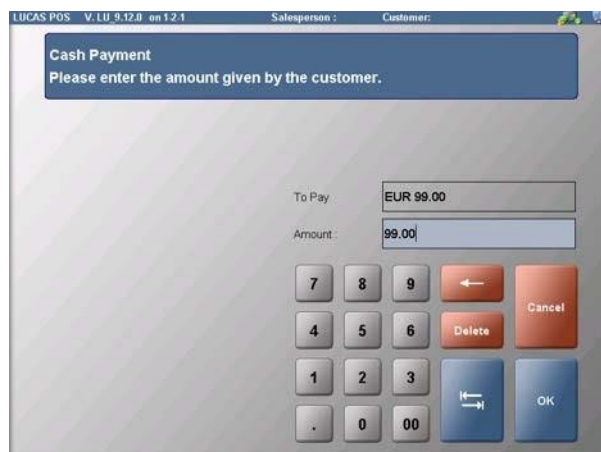 LUCAS POS V. LU_9.12.0 on 1-2-1 Salesperson : Customer:
Cash Payment
Please enter the amount given by the customer.
To Pay EUR 99.00
Amount : 99.00
7 8 9 Cancel
4 5 6 Delete
1 2 3 OK
. 0 00